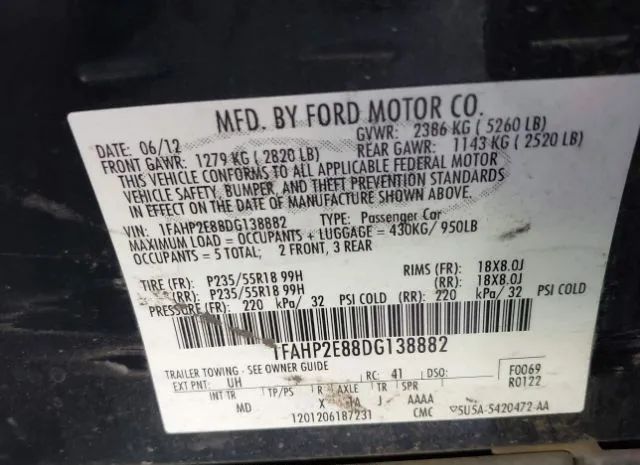 MFD. BY FORD MOTOR CO.
DATE: 06/12 GVWR: 2386 KG ( 5260 LB)
FRONT GAWR: 1279 KG ( 2820 LB) REAR GAWR: 1143 KG ( 2520 LB)
THIS VEHICLE CONFORMS TO ALL APPLICABLE FEDERAL MOTOR
VEHICLE SAFETY, BUMPER, AND THEFT PREVENTION STANDARDS
IN EFFECT ON THE DATE OF MANUFACTURE SHOWN ABOVE.
VIN: 1FAHP2E88DG138882 TYPE: Passenger Car
MAXIMUM LOAD = OCCUPANTS + LUGGAGE = 430KG/ 950LB
OCCUPANTS = 5 TOTAL; 2 FRONT, 3 REAR
TIRE (FR): P235/55R18 99H RIMS (FR): 18X8.0J
(RR): P235/55R18 99H (RR): 18X8.0J
PRESSURE (FR): 220 kPa/ 32 PSI COLD (RR): 220 kPa/ 32 PSI COLD
1FAHP2E88DG138882
TRAILER TOWING - SEE OWNER GUIDE
EXT PNT: UH RC: 41 DSO: F0069
R0122
INT TR TP/PS R AXLE TR SPR
MD X 1A J AAAA
1201206187231 CMC 5U5A-5420472-AA